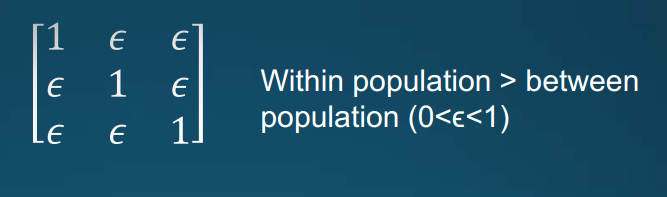 1 ϵ ϵ
ϵ 1 ϵ
ϵ ϵ 1
Within population > between
population (0<ϵ<1)